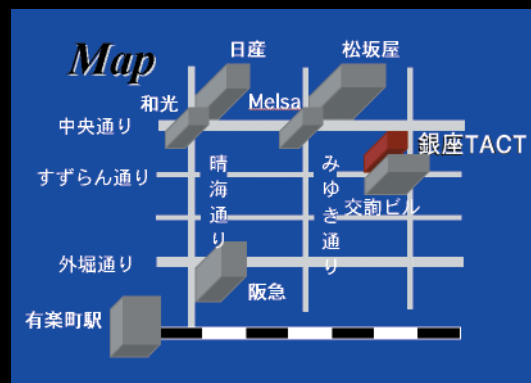 Map
日産
松坂屋
和光
Melsa
中央通り
銀座TACT
すずらん通り
晴海通り
みゆき通り
交詢ビル
外堀通り
阪急
有楽町駅